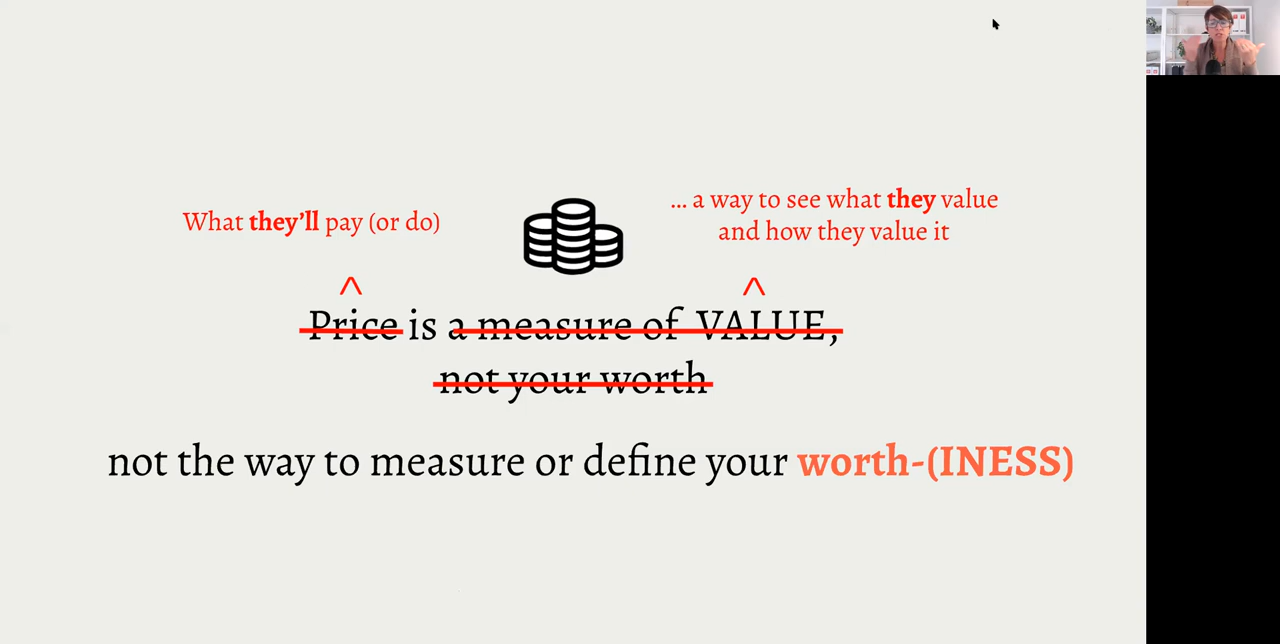 What they’ll pay (or do)
... a way to see what they value
and how they value it
^ ^
Price is a measure of VALUE,
not your worth
not the way to measure or define your worth-(INESS)